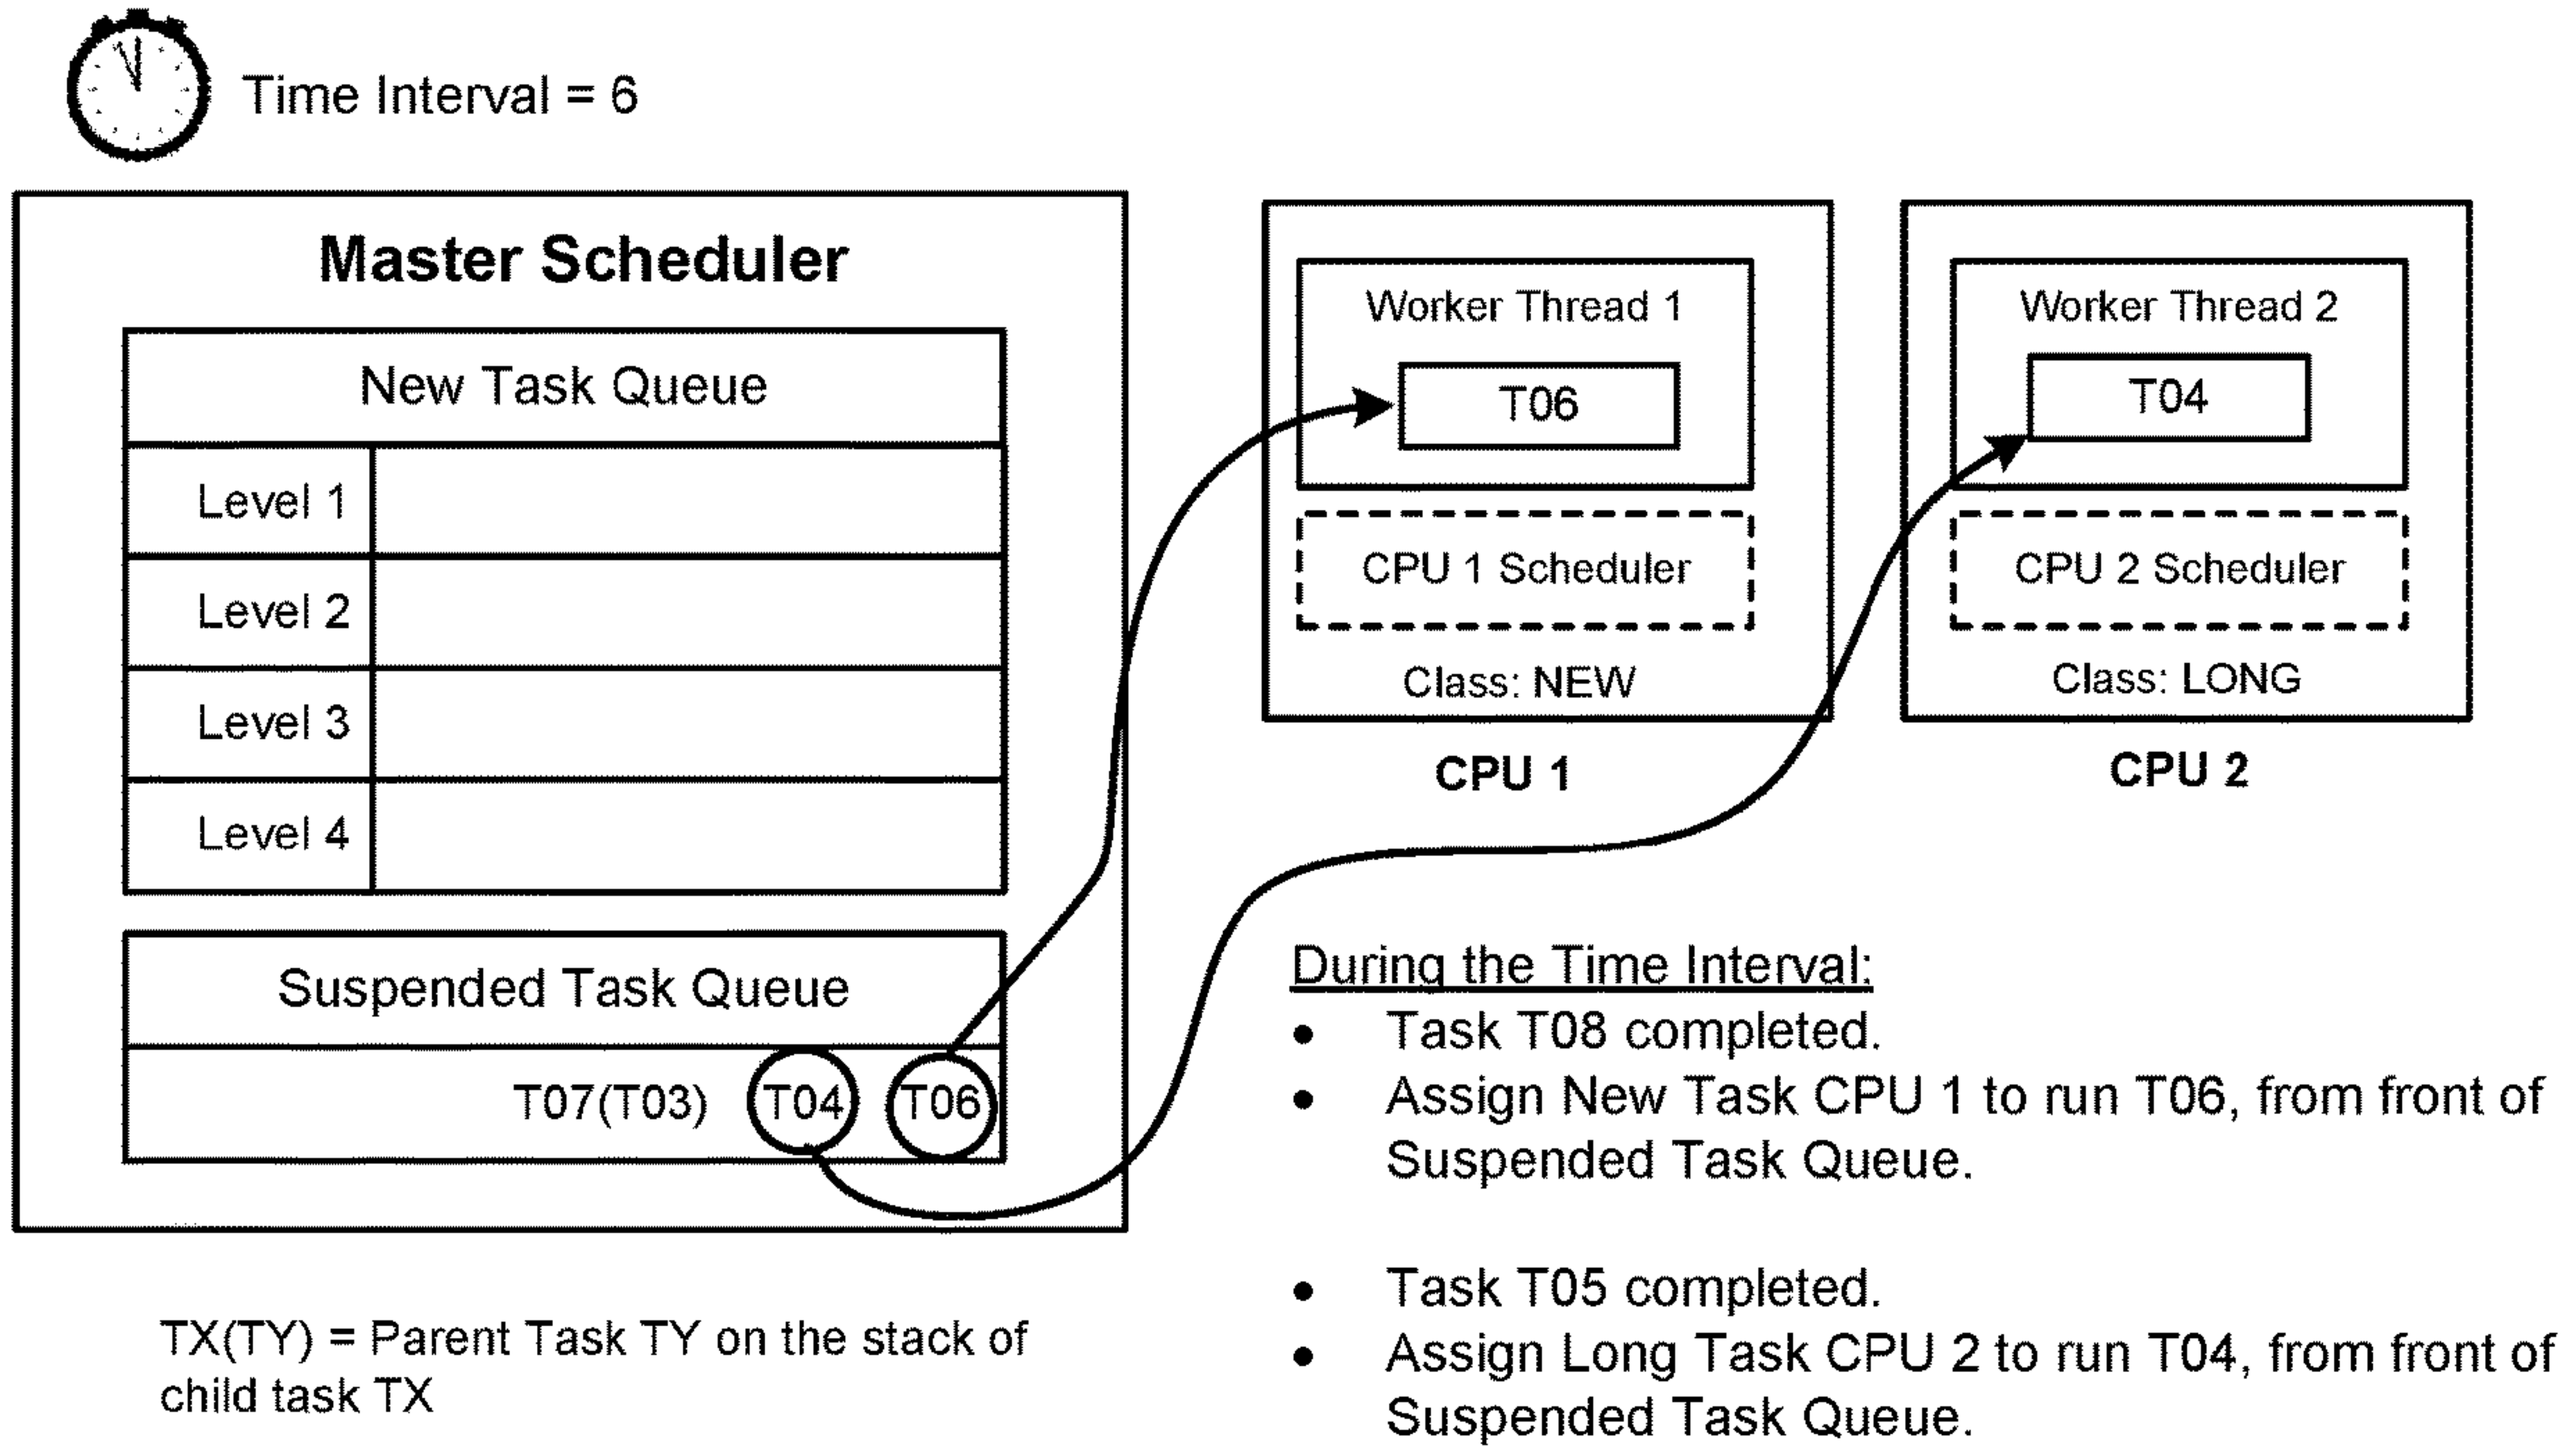 Time Interval = 6
Master Scheduler
New Task Queue
Level 1
Level 2
Level 3
Level 4
Suspended Task Queue
T07(T03) T04 T06
TX(TY) = Parent Task TY on the stack of
child task TX
Worker Thread 1
T06
CPU 1 Scheduler
Class: NEW
CPU 1
Worker Thread 2
T04
CPU 2 Scheduler
Class: LONG
CPU 2
During the Time Interval:
• Task T08 completed.
• Assign New Task CPU 1 to run T06, from front of
Suspended Task Queue.
• Task T05 completed.
• Assign Long Task CPU 2 to run T04, from front of
Suspended Task Queue.